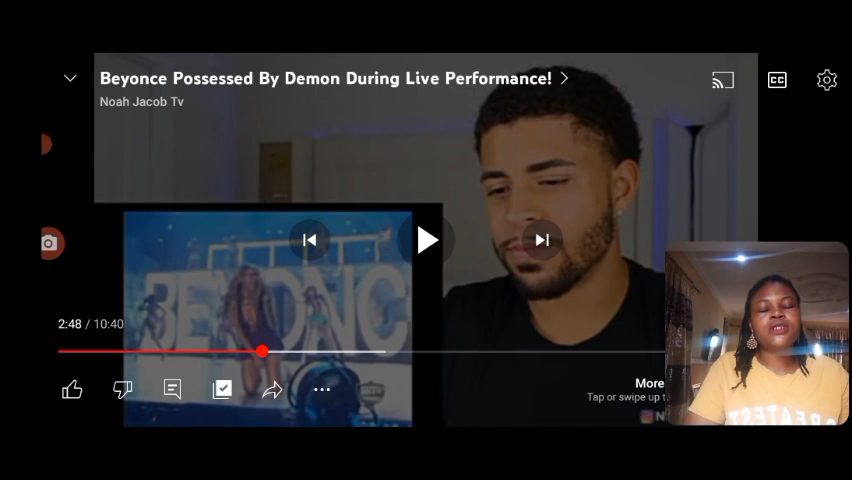 Beyonce Possessed By Demon During Live Performance!
Noah Jacob Tv
CC
BEYONC
2:48 / 10:40
More
Tap or swipe up t
N
GREATEST